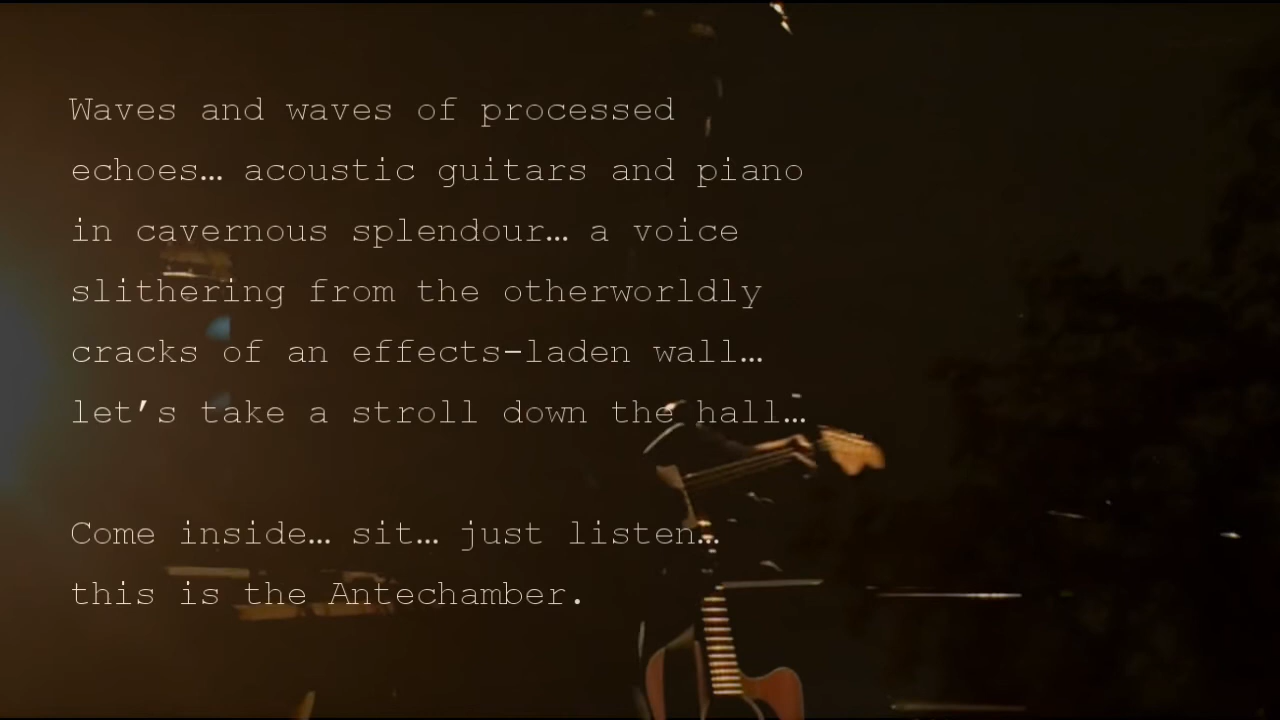 Waves and waves of processed
echoes… acoustic guitars and piano
in cavernous splendour… a voice
slithering from the otherworldly
cracks of an effects-laden wall…
let’s take a stroll down the hall…
Come inside… sit… just listen…
this is the Antechamber.